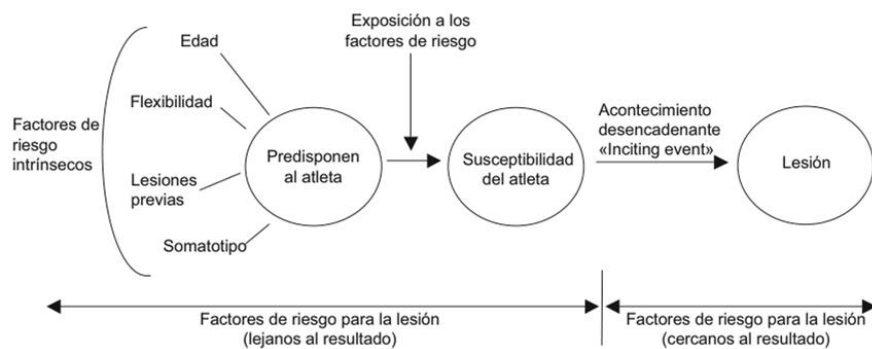 Exposición a los
factores de riesgo
Edad
Flexibilidad
Factores de
riesgo
intrínsecos
Lesiones
previas
Somatotipo
Predisponen
al atleta
Susceptibilidad
del atleta
Acontecimiento
desencadenante
«Inciting event»
Lesión
Factores de riesgo para la lesión
(lejanos al resultado)
Factores de riesgo para la lesión
(cercanos al resultado)